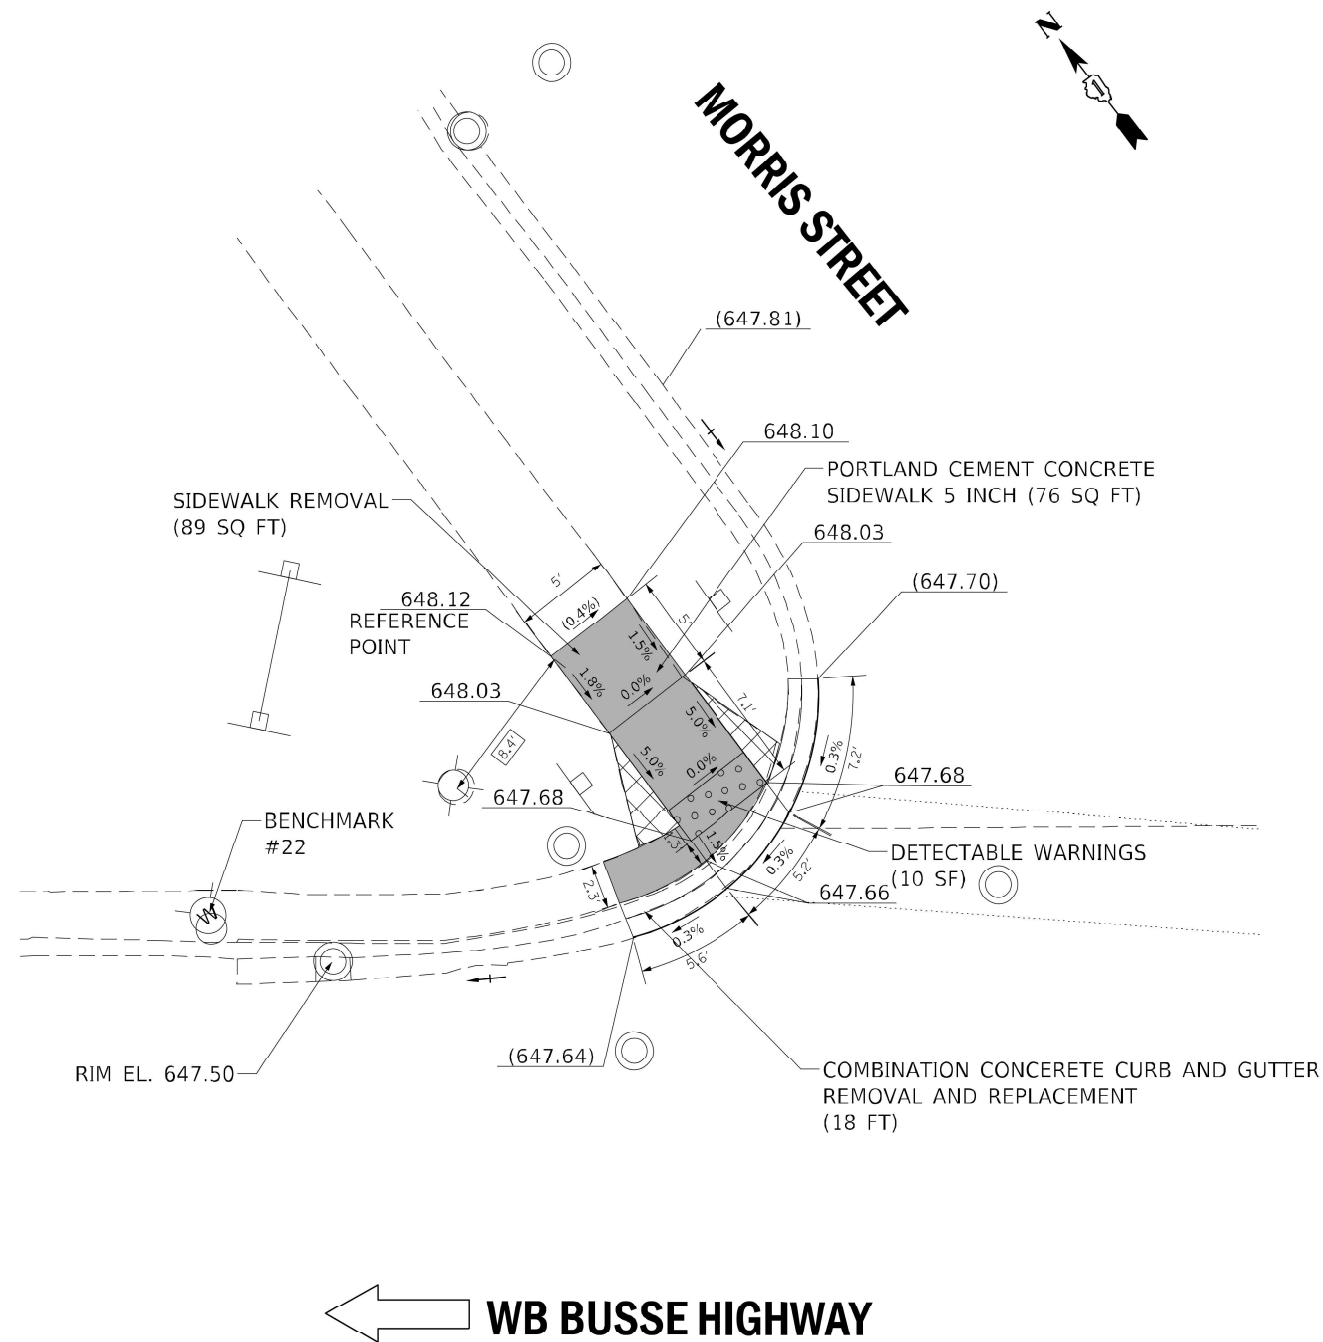 N
1
MORRIS STREET
(647.81)
648.10
PORTLAND CEMENT CONCRETE
SIDEWALK 5 INCH (76 SQ FT)
SIDEWALK REMOVAL
(89 SQ FT)
648.03
(647.70)
5'
648.12
REFERENCE
POINT
(0.4%)
5'
1.5%
1.8%
0.0%
648.03
7.1'
5.0%
8.4'
5.0%
0.0%
0.3%
7.2'
647.68
647.68
BENCHMARK
#22
1.5%
DETECTABLE WARNINGS
(10 SF)
0.3%
5.2'
647.66
2.3'
W
0.3%
5.6'
(647.64)
RIM EL. 647.50
COMBINATION CONCERETE CURB AND GUTTER
REMOVAL AND REPLACEMENT
(18 FT)
WB BUSSE HIGHWAY